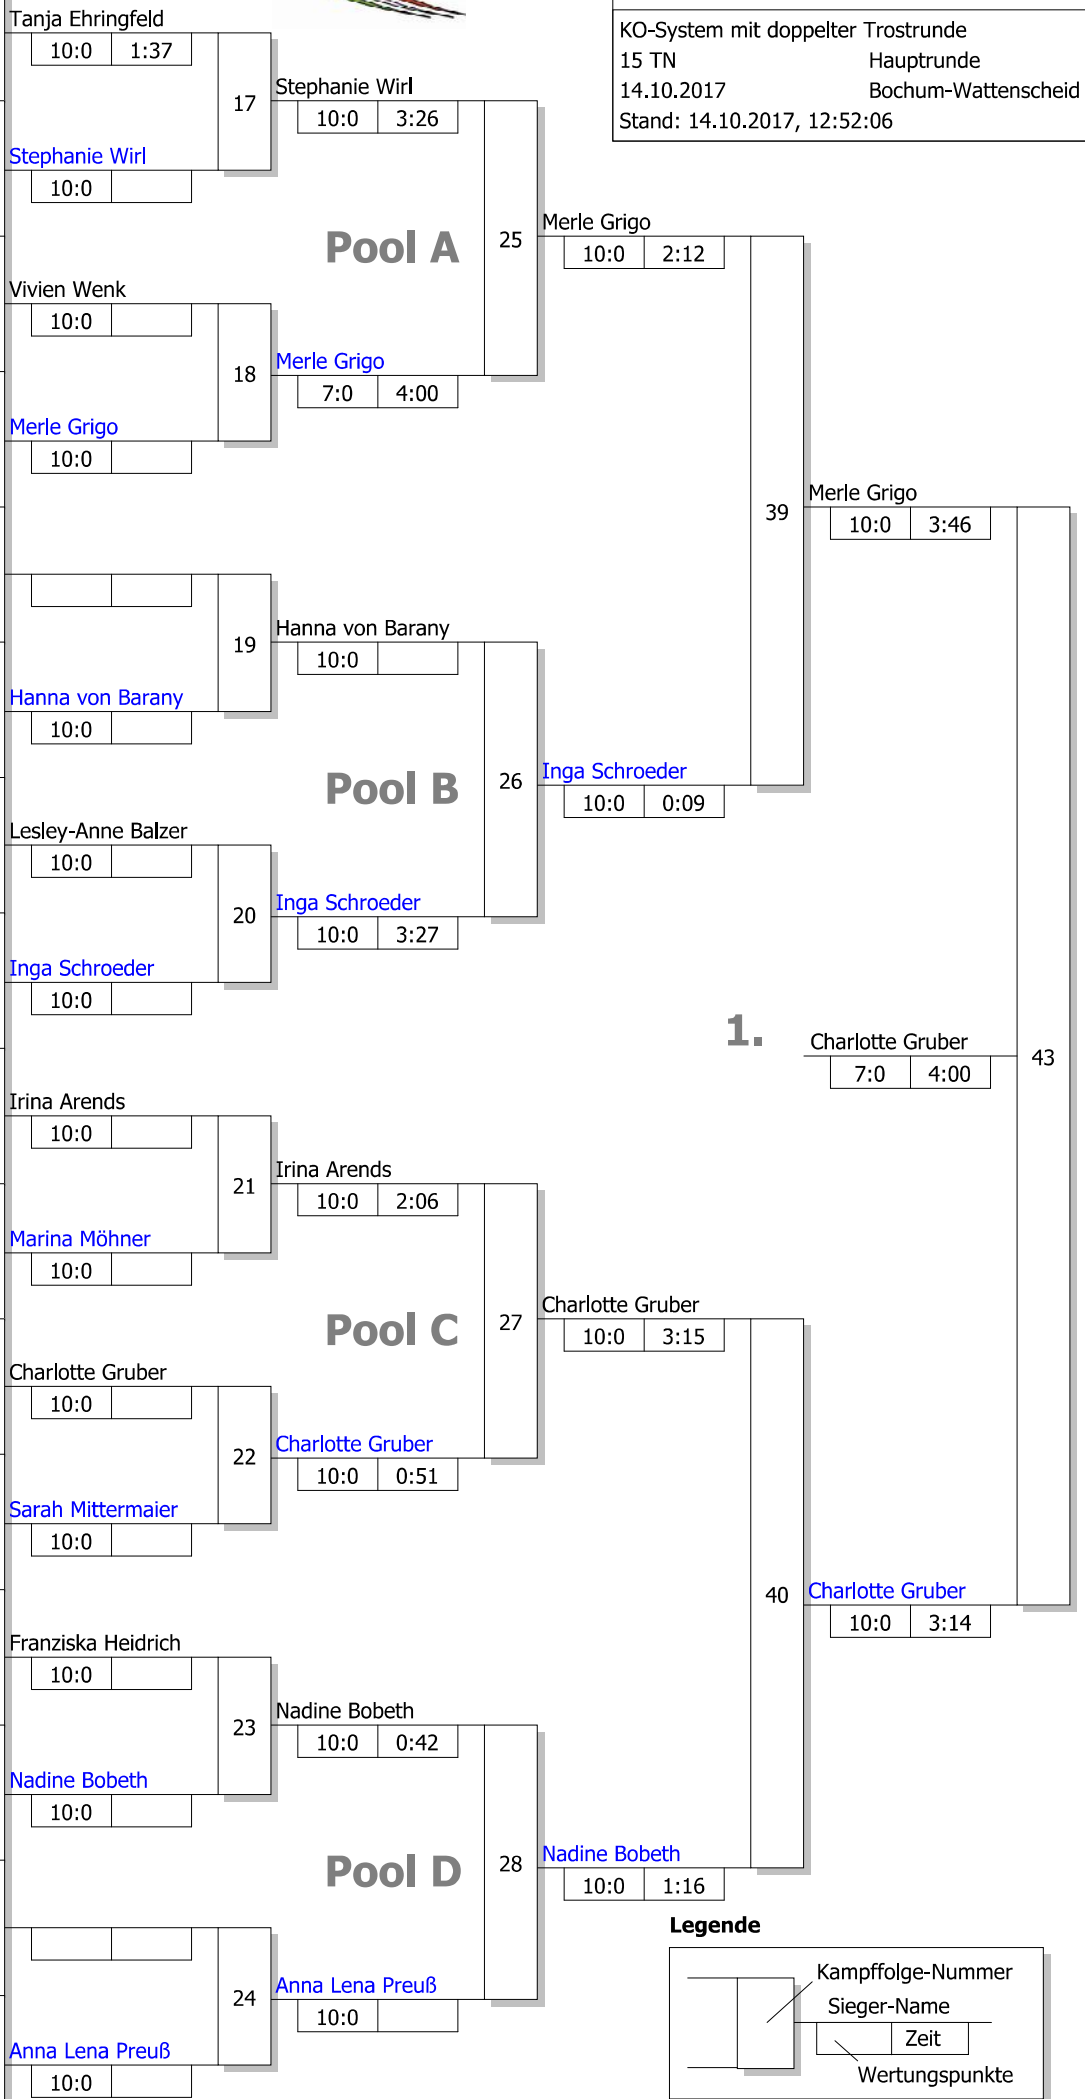 KO-System mit doppelter Trostrunde
15 TN Hauptrunde
14.10.2017 Bochum-Wattenscheid
Stand: 14.10.2017, 12:52:06
Tanja Ehringfeld
10:0 1:37
17
Stephanie Wirl
10:0
Stephanie Wirl
10:0 3:26
Pool A
25
Vivien Wenk
10:0
18
Merle Grigo
10:0
Merle Grigo
7:0 4:00
Merle Grigo
10:0 2:12
39
Merle Grigo
10:0 3:46
19
Hanna von Barany
10:0
Hanna von Barany
10:0
Pool B
26
Inga Schroeder
10:0 0:09
Lesley-Anne Balzer
10:0
20
Inga Schroeder
10:0
Inga Schroeder
10:0 3:27
1.
Charlotte Gruber
7:0 4:00
43
Irina Arends
10:0
21
Marina Möhner
10:0
Irina Arends
10:0 2:06
Pool C
27
Charlotte Gruber
10:0 3:15
Charlotte Gruber
10:0
22
Sarah Mittermaier
10:0
Charlotte Gruber
10:0 0:51
40
Charlotte Gruber
10:0 3:14
Franziska Heidrich
10:0
23
Nadine Bobeth
10:0
Nadine Bobeth
10:0 0:42
Pool D
28
Nadine Bobeth
10:0 1:16
24
Anna Lena Preuß
10:0
Anna Lena Preuß
10:0
Legende
Kampffolge-Nummer
Sieger-Name
Zeit
Wertungspunkte